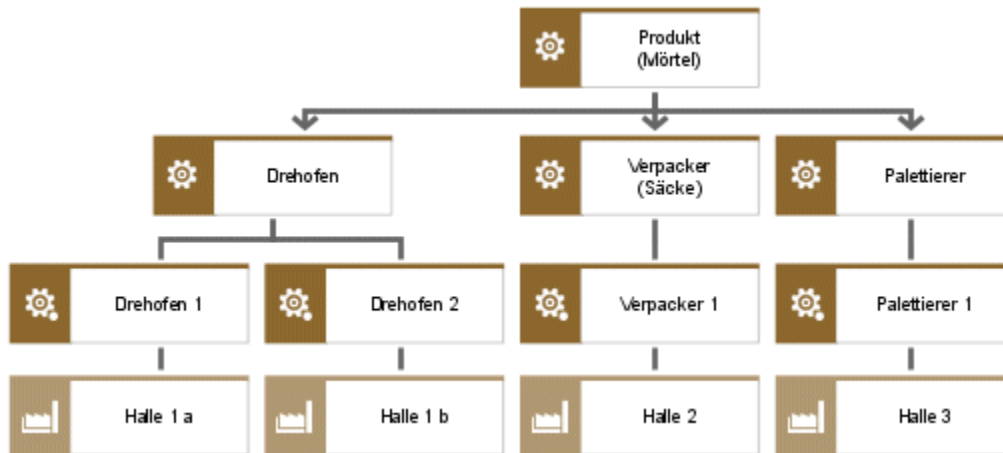 Produkt
(Mörtel)
Drehofen
Verpacker
(Säcke)
Palettierer
Drehofen 1
Drehofen 2
Verpacker 1
Palettierer 1
Halle 1 a
Halle 1 b
Halle 2
Halle 3